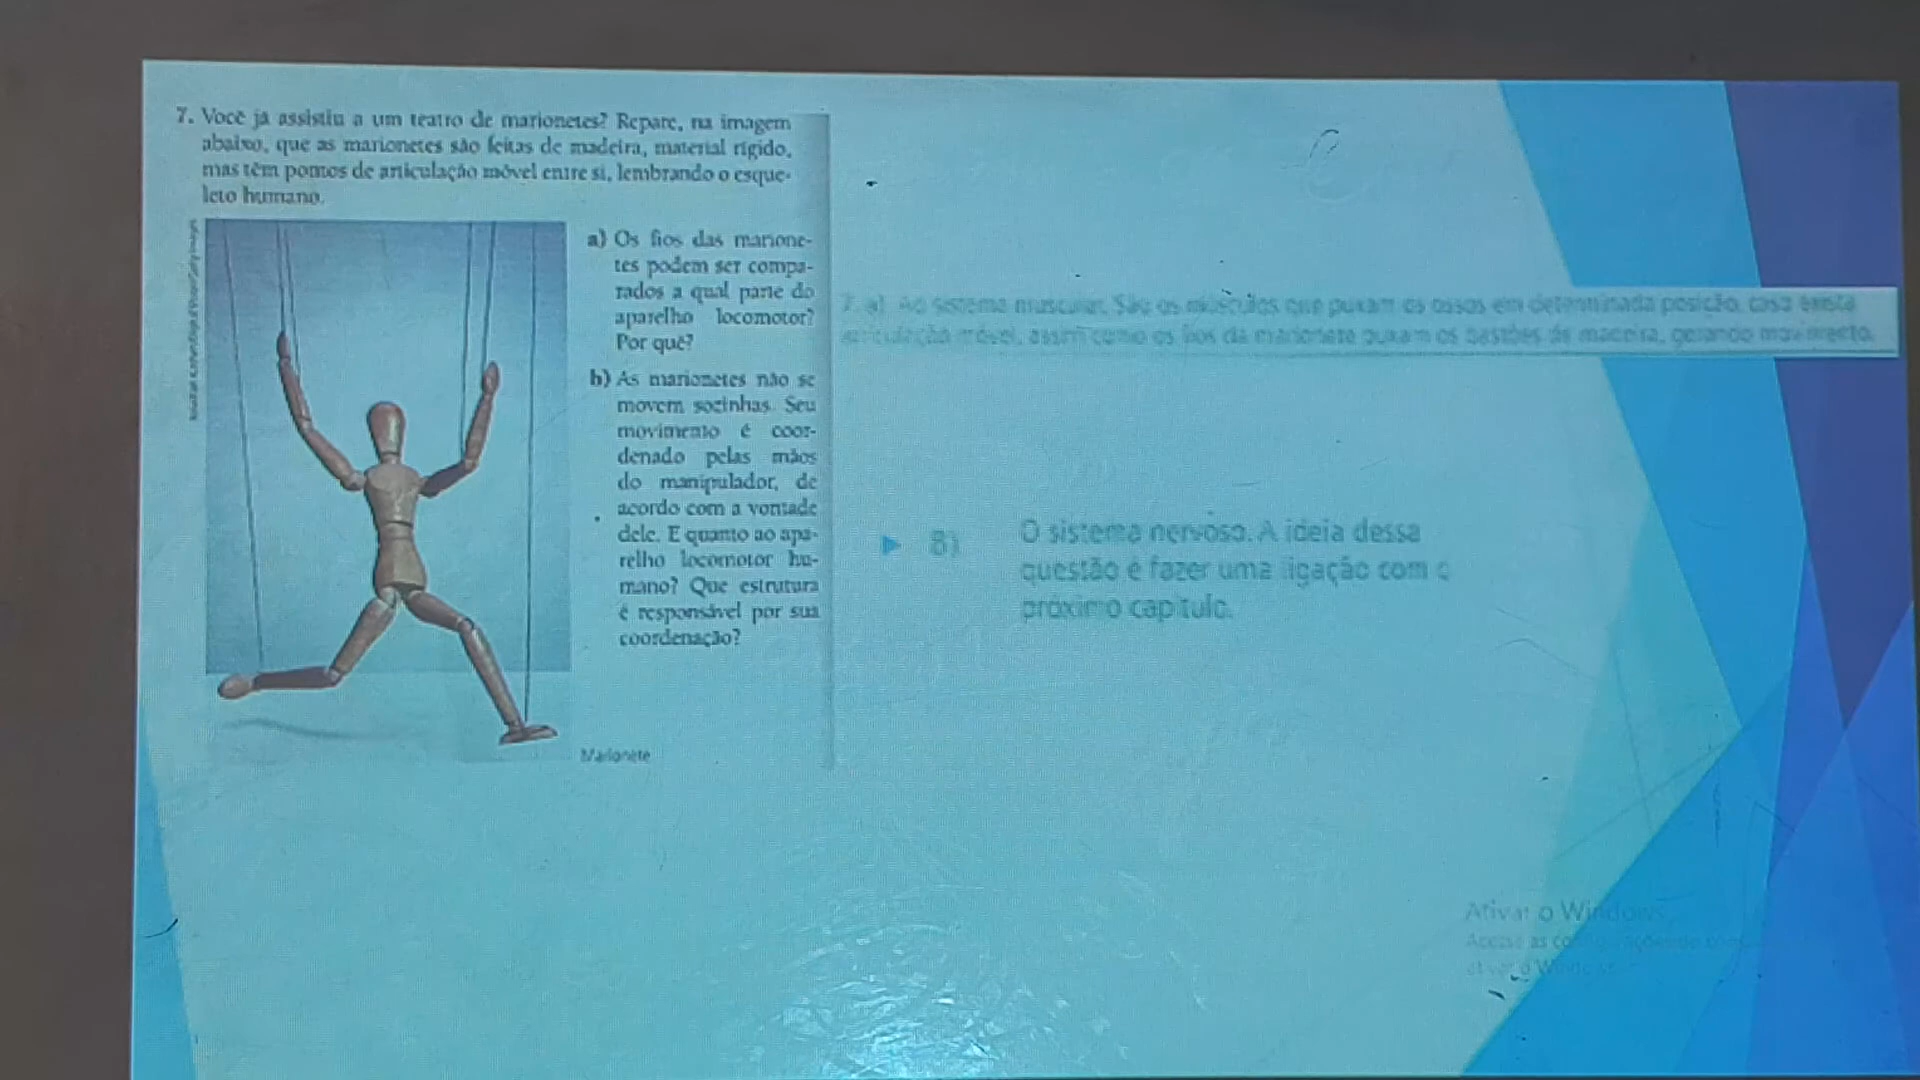 7. Você já assistiu a um teatro de marionetes? Repare, na imagem
abaixo, que as marionetes são feitas de madeira, material rígido,
mas têm pontos de articulação móvel entre si, lembrando o esque-
leto humano.
a) Os fios das marione-
tes podem ser compa-
rados a qual parte do
aparelho locomotor?
Por quê?
b) As marionetes não se
movem sozinhas. Seu
movimento é coor-
denado pelas mãos
do manipulador, de
acordo com a vontade
dele. E quanto ao apa-
relho locomotor hu-
mano? Que estrutura
é responsável por sua
coordenação?
Marionete
7. a) Ao sistema muscular. São os músculos que puxam os ossos em determinada posição, caso exista
articulação móvel, assim como os fios da marionete puxam os bastões de madeira, gerando movimento.
B) O sistema nervoso. A ideia dessa
questão é fazer uma ligação com o
próximo capítulo.
Ativar o Windows
Acesse as